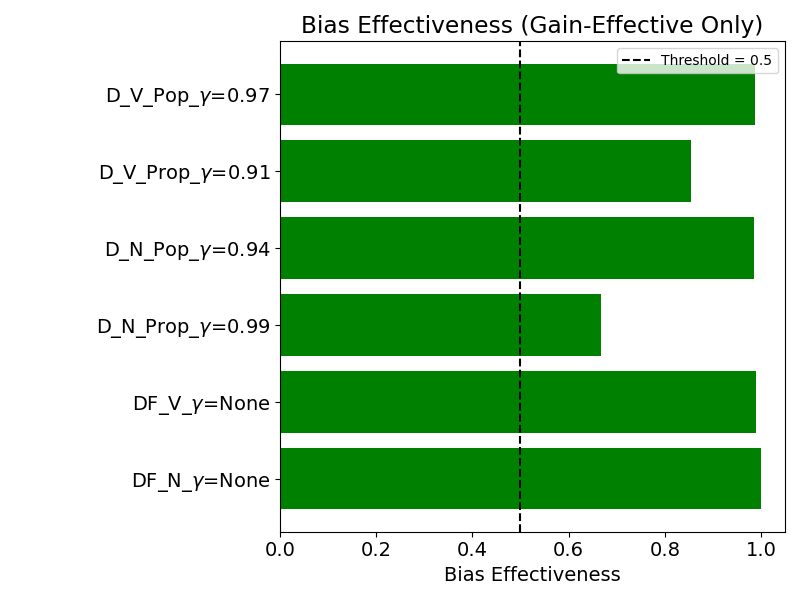 Bias Effectiveness (Gain-Effective Only)
Threshold = 0.5
D_V_Pop_γ=0.97
D_V_Prop_γ=0.91
D_N_Pop_γ=0.94
D_N_Prop_γ=0.99
DF_V_γ=None
DF_N_γ=None
0.0 0.2 0.4 0.6 0.8 1.0
Bias Effectiveness